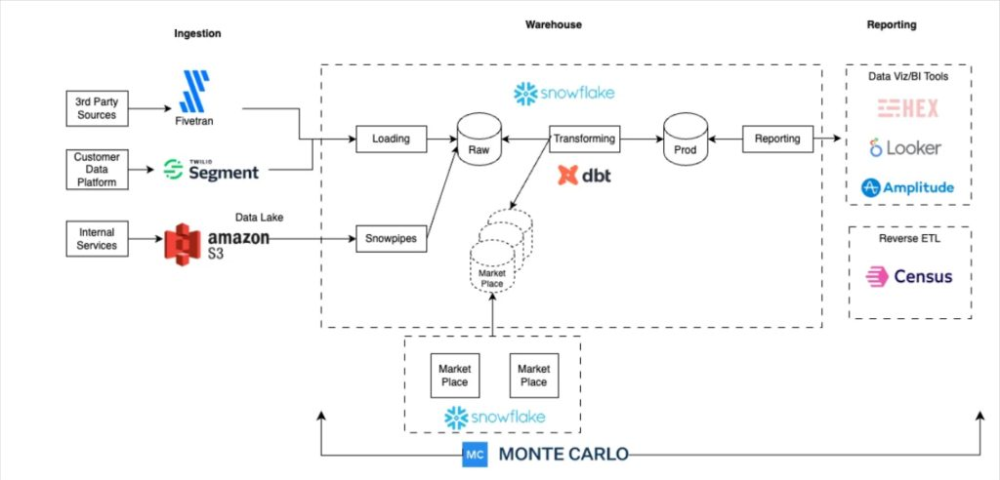 Ingestion
Warehouse
Reporting
3rd Party
Sources
Fivetran
Customer
Data
Platform
TWILIO
Segment
Internal
Services
Data Lake
amazon
S3
snowflake
Loading
Raw
Transforming
dbt
Prod
Reporting
Snowpipes
Market
Place
Data Viz/BI Tools
HEX
Looker
Amplitude
Reverse ETL
Census
Market
Place
Market
Place
snowflake
MC MONTE CARLO